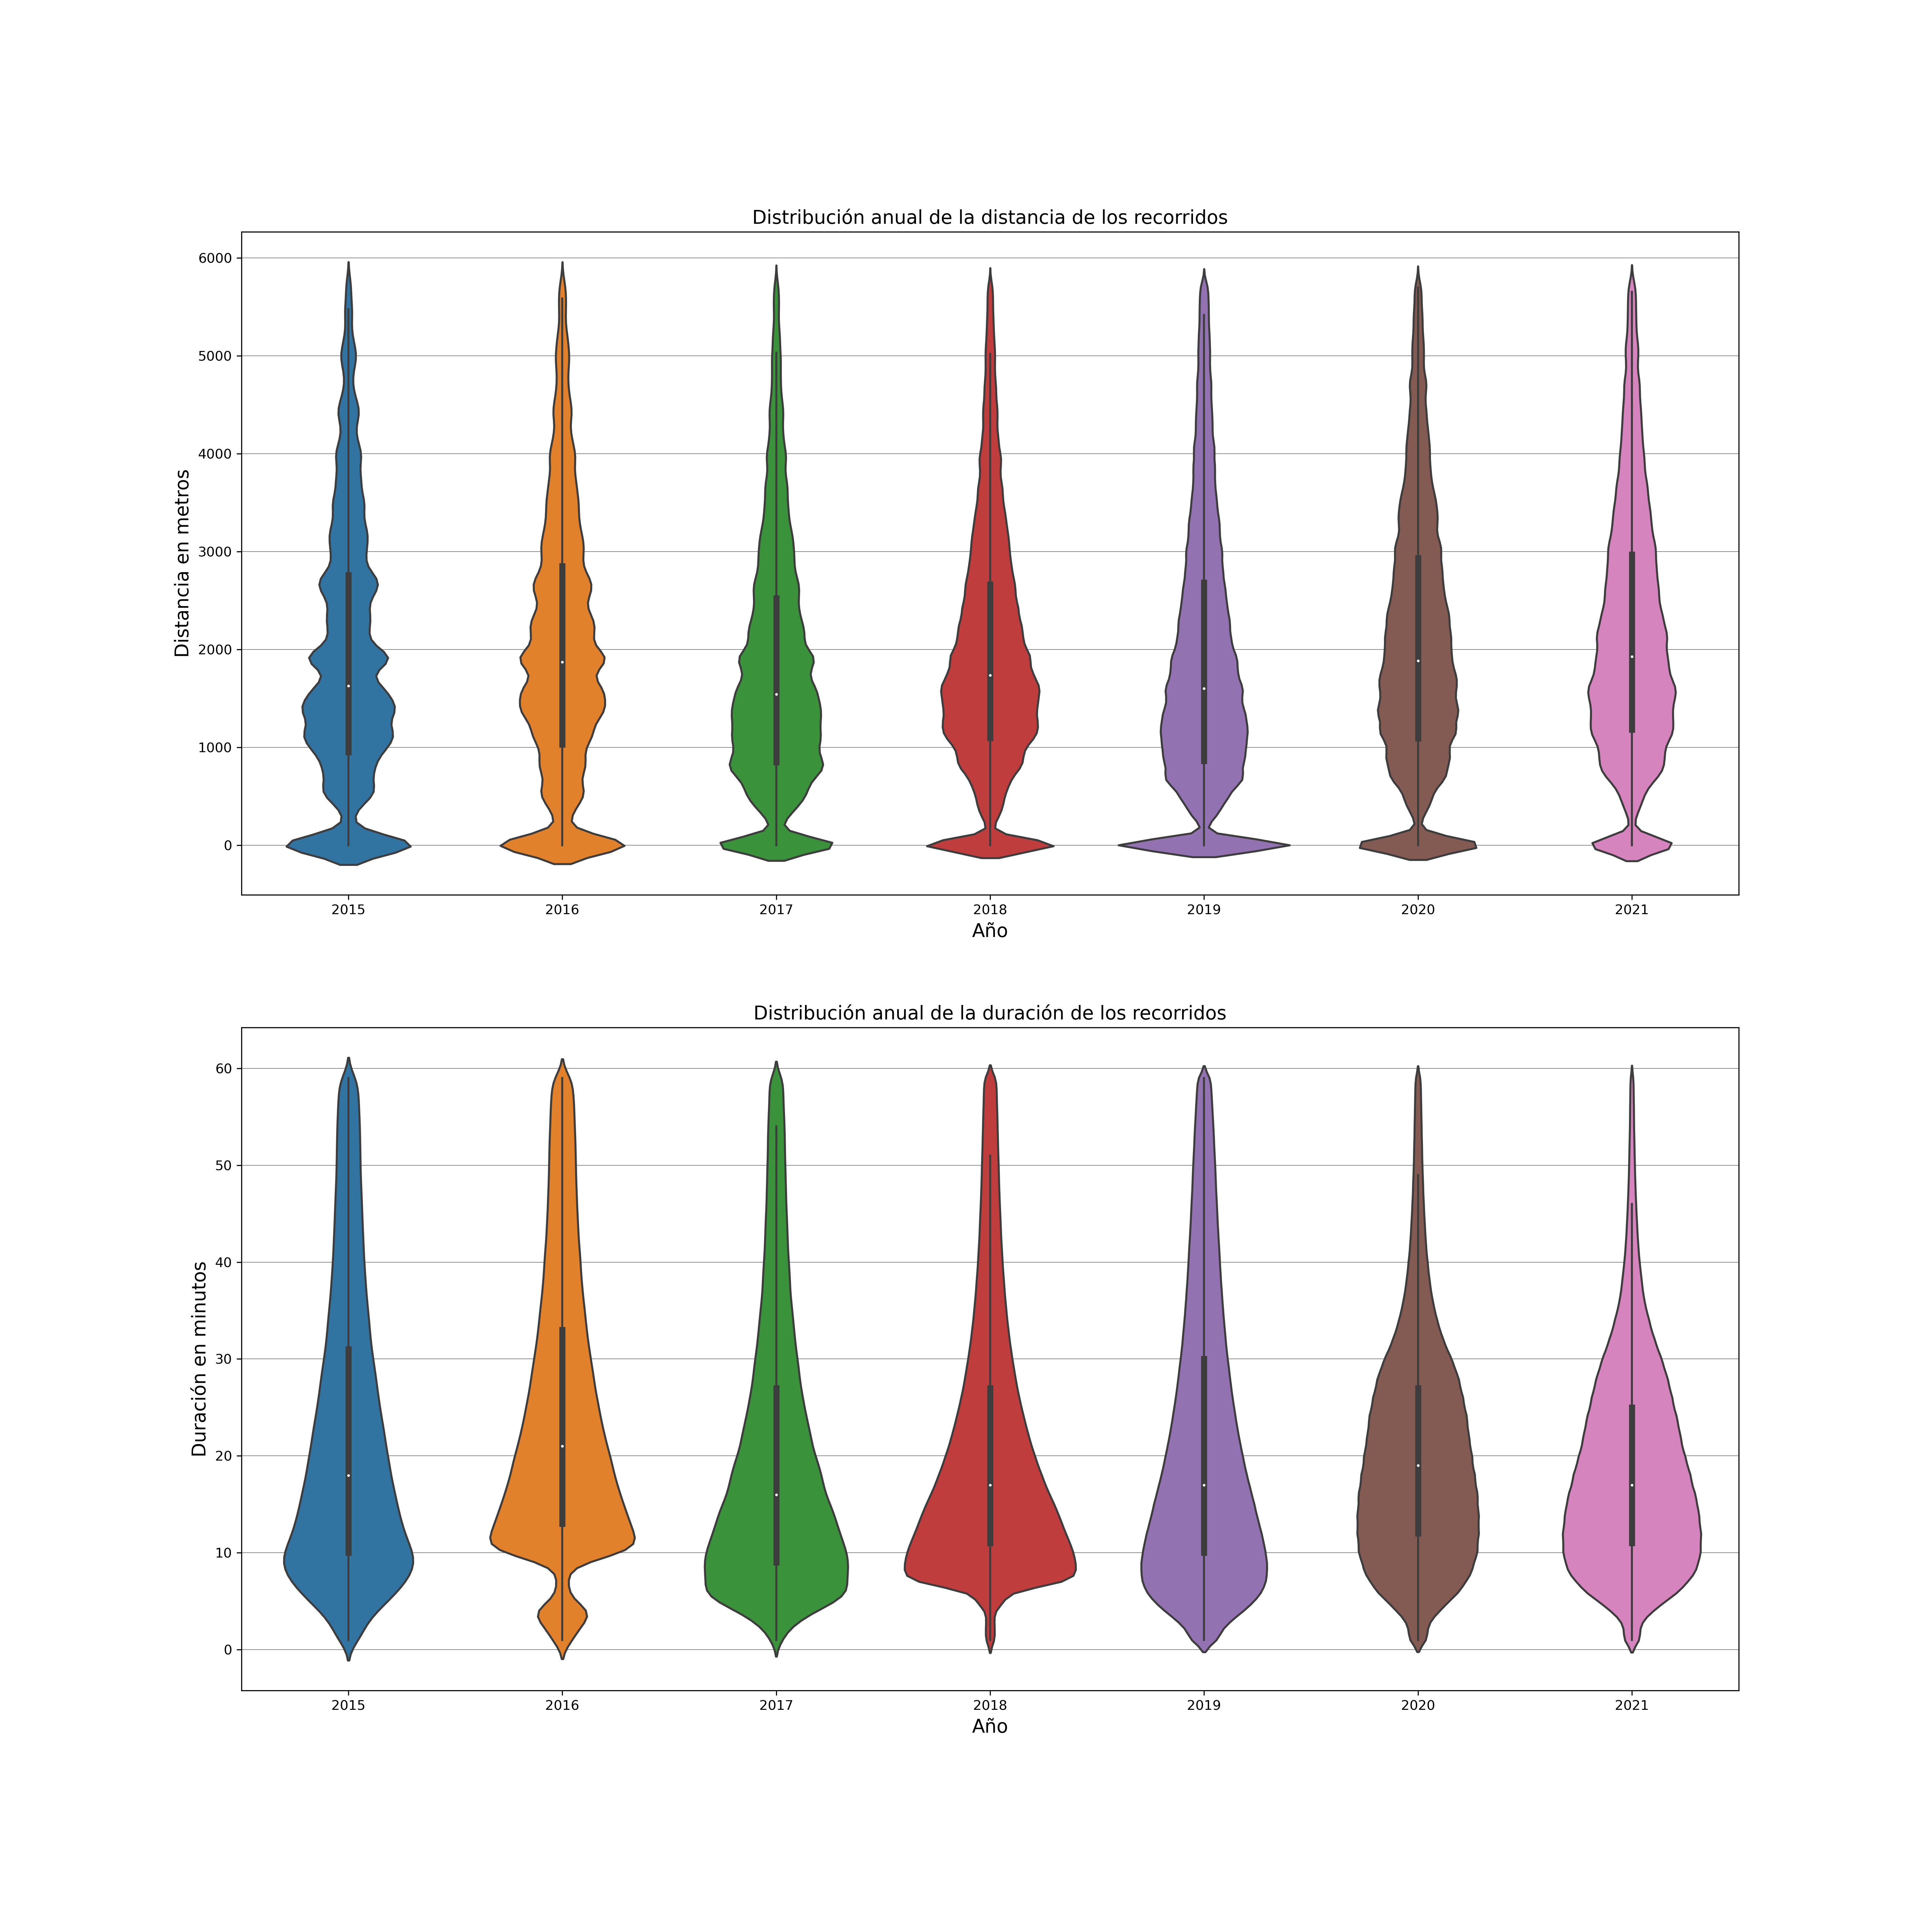 Distribución anual de la distancia de los recorridos
Distancia en metros
6000
5000
4000
3000
2000
1000
0
2015 2016 2017 2018 2019 2020 2021
Año
Distribución anual de la duración de los recorridos
Duración en minutos
60
50
40
30
20
10
0
2015 2016 2017 2018 2019 2020 2021
Año